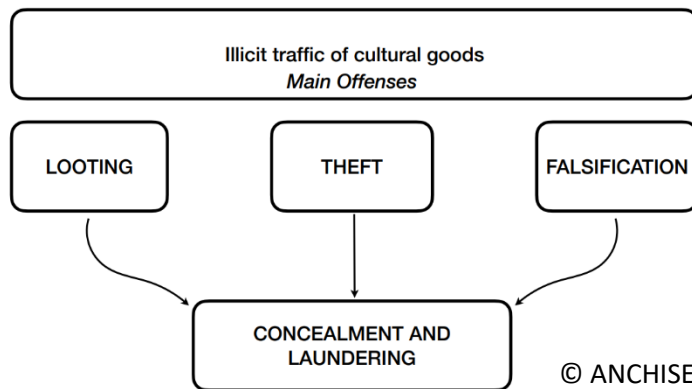 Illicit traffic of cultural goods
Main Offenses
LOOTING
THEFT
FALSIFICATION
CONCEALMENT AND
LAUNDERING
© ANCHISE